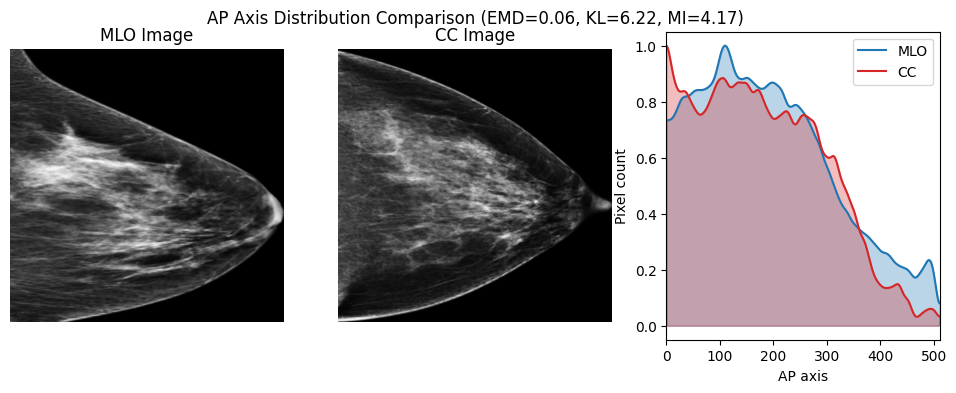 AP Axis Distribution Comparison (EMD=0.06, KL=6.22, MI=4.17)
MLO Image
CC Image
MLO
CC
Pixel count
1.0
0.8
0.6
0.4
0.2
0.0
0 100 200 300 400 500
AP axis